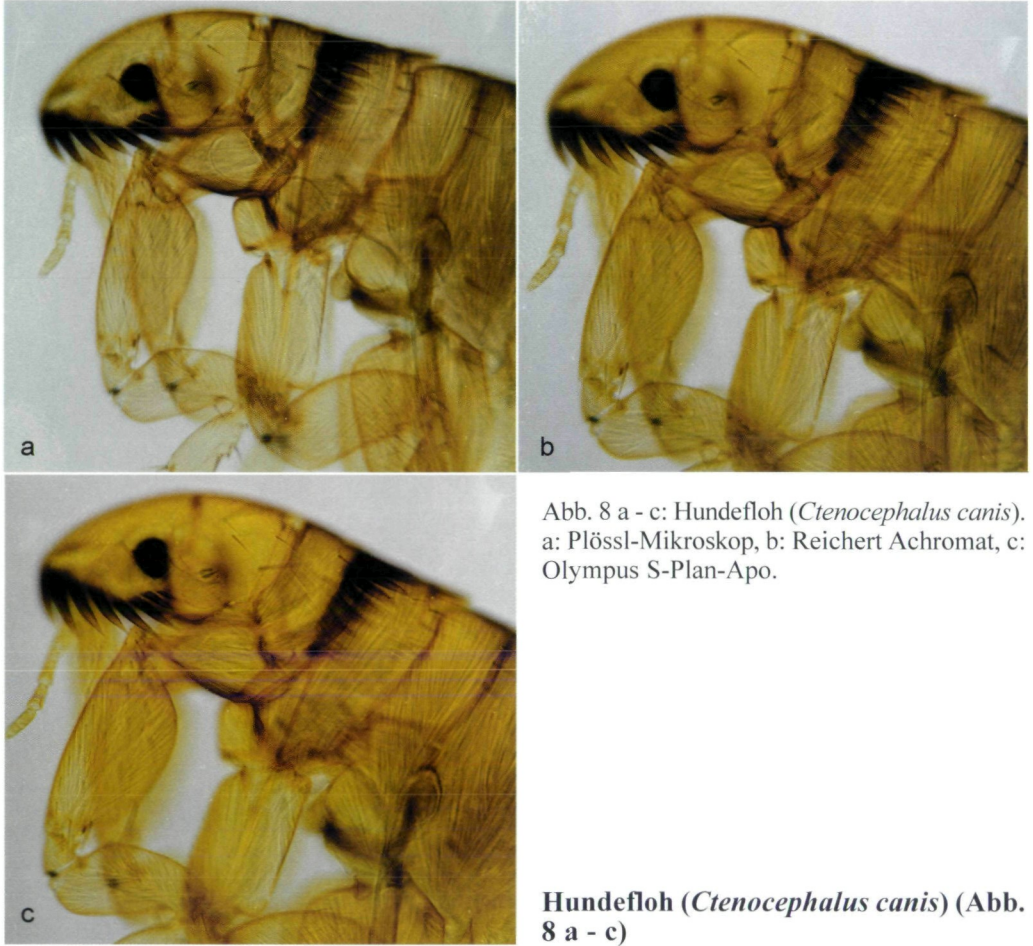 a
b
c
Abb. 8 a - c: Hundefloh (Ctenocephalus canis).
a: Plössl-Mikroskop, b: Reichert Achromat, c:
Olympus S-Plan-Apo.
Hundefloh (Ctenocephalus canis) (Abb.
8 a - c)